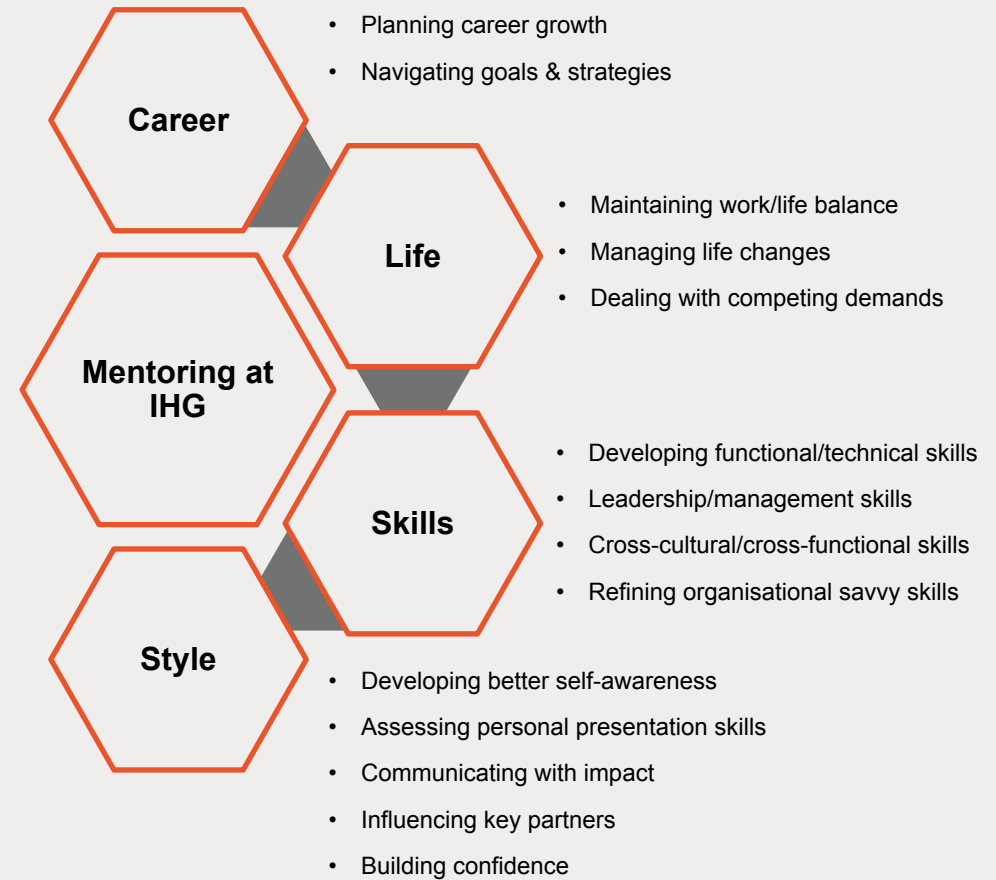 Career
• Planning career growth
• Navigating goals & strategies
Life
• Maintaining work/life balance
• Managing life changes
• Dealing with competing demands
Mentoring at
IHG
Skills
• Developing functional/technical skills
• Leadership/management skills
• Cross-cultural/cross-functional skills
• Refining organisational savvy skills
Style
• Developing better self-awareness
• Assessing personal presentation skills
• Communicating with impact
• Influencing key partners
• Building confidence